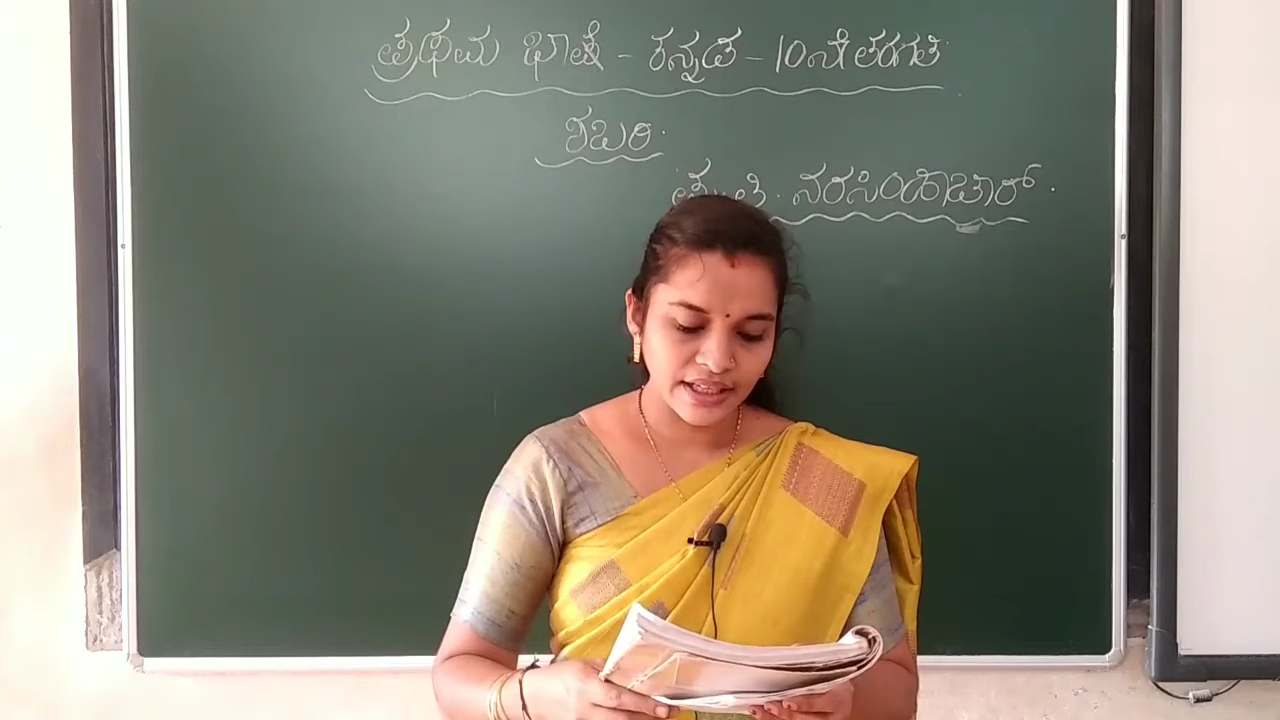 ಪ್ರಥಮ ಭಾಷೆ - ಕನ್ನಡ - 10ನೇ ತರಗತಿ
ಶಬರಿ.
ನರಸಿಂಹಾಚಾರ್.